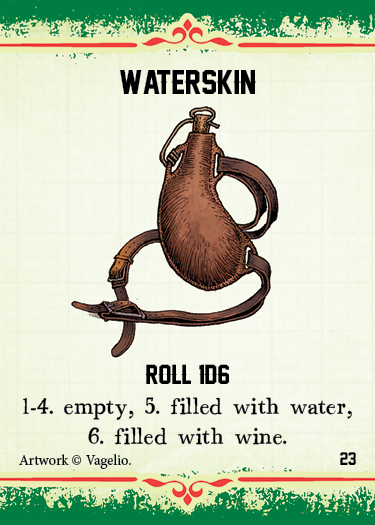 WATERSKIN
ROLL 1D6
1-4. empty, 5. filled with water,
6. filled with wine.
Artwork © Vagelio.
23